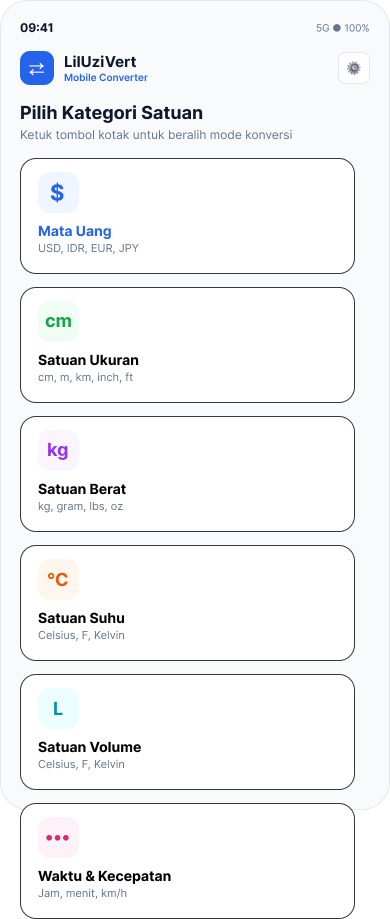 09:41
5G ● 100%
LilUziVert
Mobile Converter
Pilih Kategori Satuan
Ketuk tombol kotak untuk beralih mode konversi
$
Mata Uang
USD, IDR, EUR, JPY
cm
Satuan Ukuran
cm, m, km, inch, ft
kg
Satuan Berat
kg, gram, lbs, oz
°C
Satuan Suhu
Celsius, F, Kelvin
L
Satuan Volume
Celsius, F, Kelvin
•••
Waktu & Kecepatan
Jam, menit, km/h